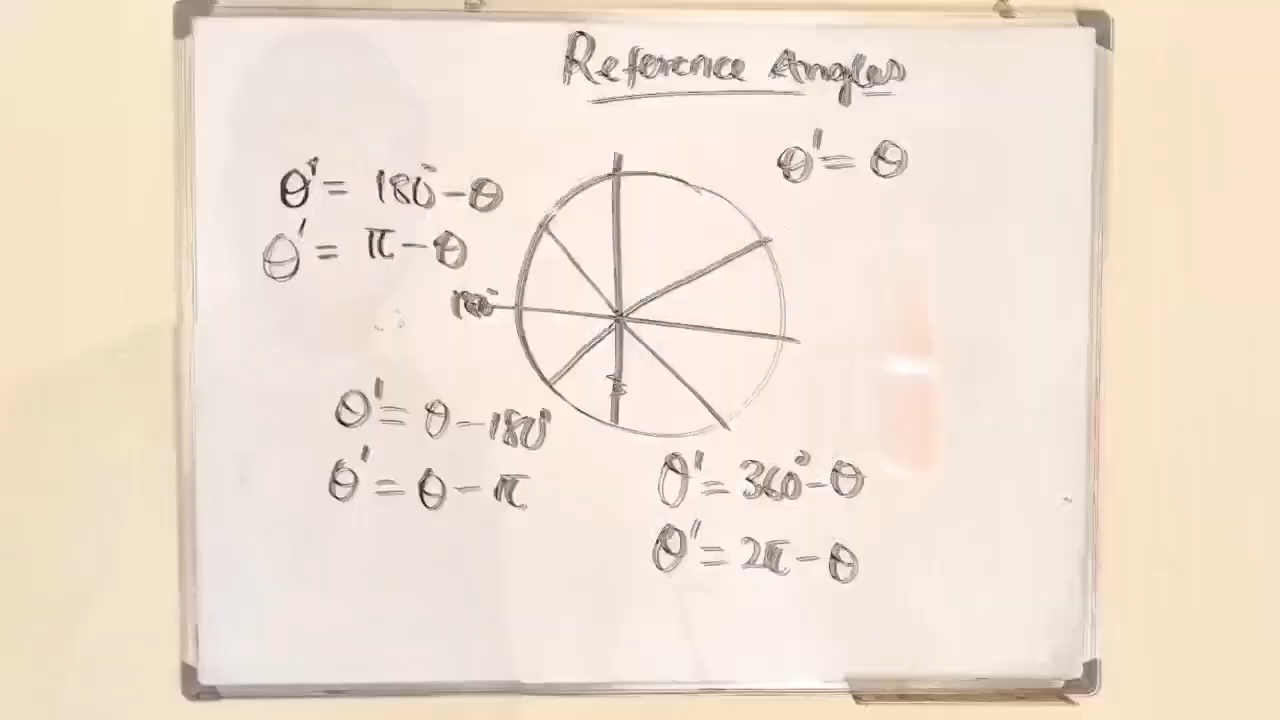 Reference Angles
θ' = θ
θ' = 180° - θ
θ' = π - θ
180°
θ' = θ - 180°
θ' = θ - π
θ' = 360° - θ
θ' = 2π - θ